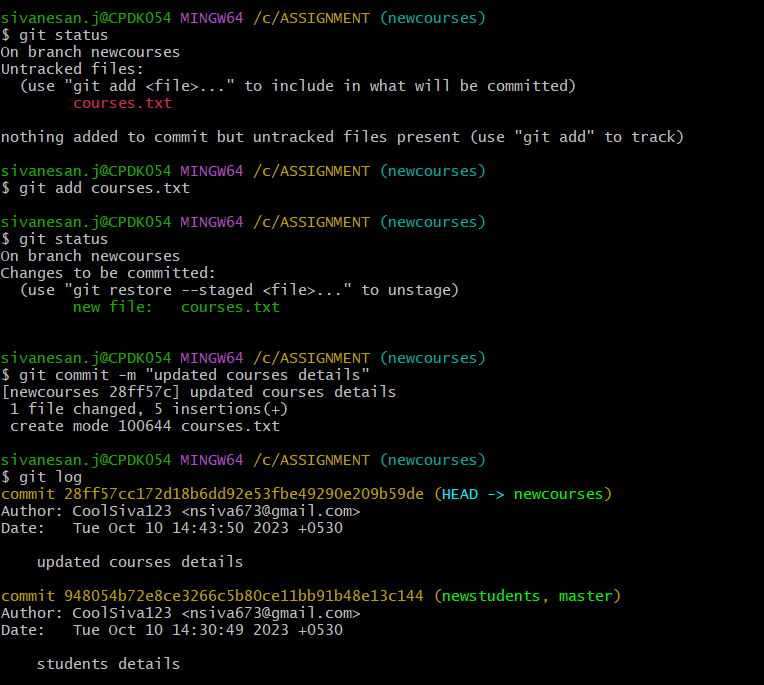 sivanesan.j@CPDK054 MINGW64 /c/ASSIGNMENT (newcourses)
$ git status
On branch newcourses
Untracked files:
  (use "git add <file>..." to include in what will be committed)
        courses.txt

nothing added to commit but untracked files present (use "git add" to track)

sivanesan.j@CPDK054 MINGW64 /c/ASSIGNMENT (newcourses)
$ git add courses.txt

sivanesan.j@CPDK054 MINGW64 /c/ASSIGNMENT (newcourses)
$ git status
On branch newcourses
Changes to be committed:
  (use "git restore --staged <file>..." to unstage)
        new file:   courses.txt


sivanesan.j@CPDK054 MINGW64 /c/ASSIGNMENT (newcourses)
$ git commit -m "updated courses details"
[newcourses 28ff57c] updated courses details
 1 file changed, 5 insertions(+)
 create mode 100644 courses.txt

sivanesan.j@CPDK054 MINGW64 /c/ASSIGNMENT (newcourses)
$ git log
commit 28ff57cc172d18b6dd92e53fbe49290e209b59de (HEAD -> newcourses)
Author: CoolSiva123 <nsiva673@gmail.com>
Date:   Tue Oct 10 14:43:50 2023 +0530

    updated courses details

commit 948054b72e8ce3266c5b80ce11bb91b48e13c144 (newstudents, master)
Author: CoolSiva123 <nsiva673@gmail.com>
Date:   Tue Oct 10 14:30:49 2023 +0530

    students details